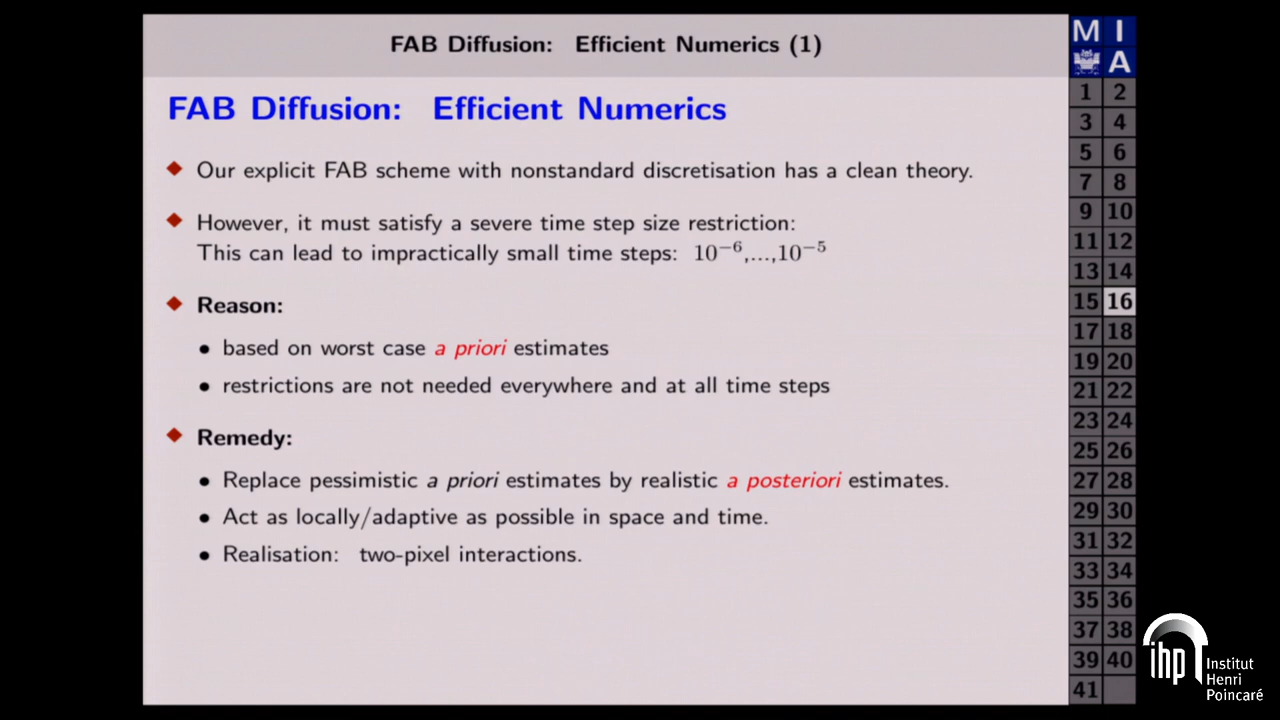 FAB Diffusion: Efficient Numerics (1)
FAB Diffusion: Efficient Numerics
Our explicit FAB scheme with nonstandard discretisation has a clean theory.
However, it must satisfy a severe time step size restriction:
This can lead to impractically small time steps: 10⁻⁶,...,10⁻⁵
Reason:
based on worst case a priori estimates
restrictions are not needed everywhere and at all time steps
Remedy:
Replace pessimistic a priori estimates by realistic a posteriori estimates.
Act as locally/adaptive as possible in space and time.
Realisation: two-pixel interactions.
M I
A
1 2
3 4
5 6
7 8
9 10
11 12
13 14
15 16
17 18
19 20
21 22
23 24
25 26
27 28
29 30
31 32
33 34
35 36
37 38
39 40
41
ihp
Institut
Henri
Poincaré